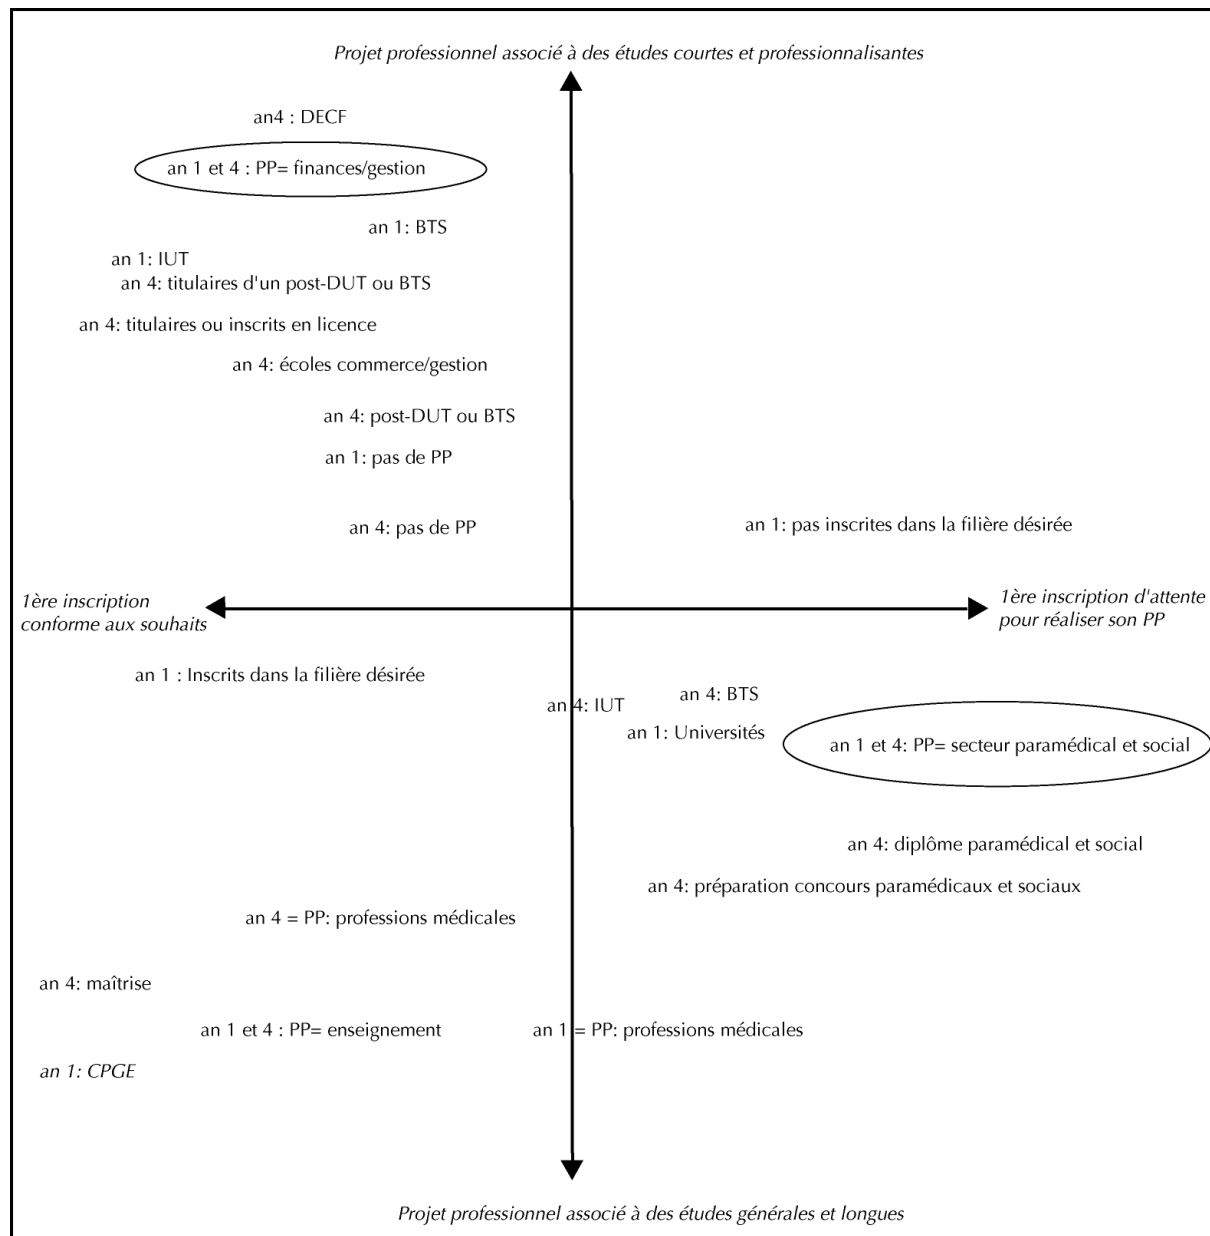 Projet professionnel associé à des études courtes et professionnalisantes
an4 : DECF
an 1 et 4 : PP= finances/gestion
an 1: BTS
an 1: IUT
an 4: titulaires d'un post-DUT ou BTS
an 4: titulaires ou inscrits en licence
an 4: écoles commerce/gestion
an 4: post-DUT ou BTS
an 1: pas de PP
an 4: pas de PP
an 1: pas inscrites dans la filière désirée
1ère inscription
conforme aux souhaits
1ère inscription d'attente
pour réaliser son PP
an 1 : Inscrits dans la filière désirée
an 4: BTS
an 4: IUT
an 1: Universités
an 1 et 4: PP= secteur paramédical et social
an 4: diplôme paramédical et social
an 4: préparation concours paramédicaux et sociaux
an 4 = PP: professions médicales
an 4: maîtrise
an 1 et 4 : PP= enseignement
an 1 = PP: professions médicales
an 1: CPGE
Projet professionnel associé à des études générales et longues